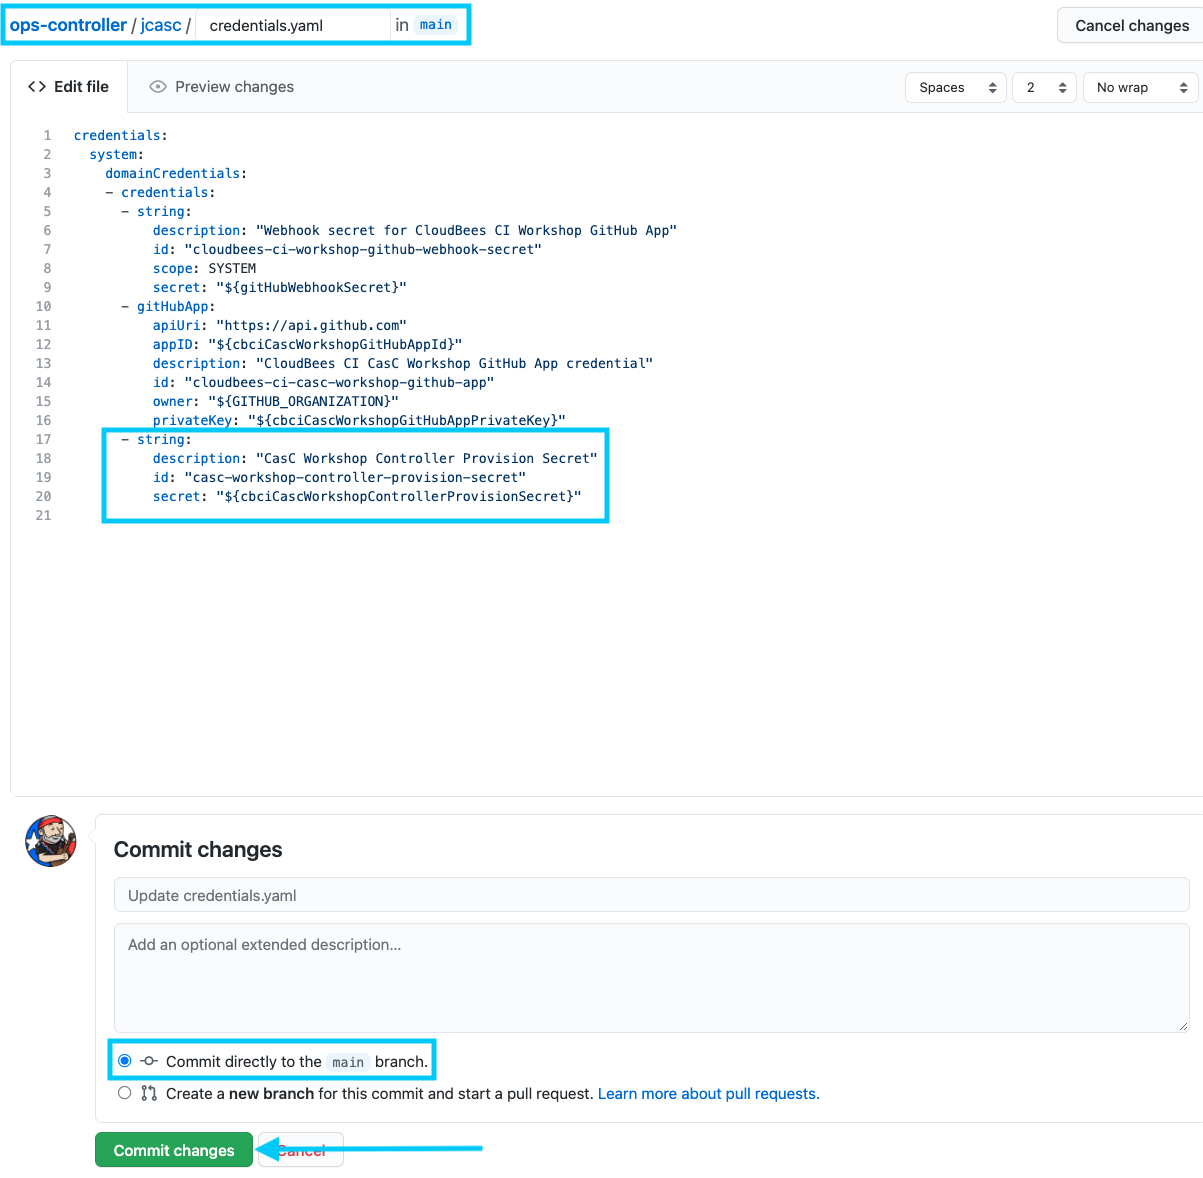 ops-controller / jcasc / credentials.yaml in main
Cancel changes
<> Edit file
Preview changes
Spaces
2
No wrap
1 credentials:
2   system:
3     domainCredentials:
4     - credentials:
5       - string:
6           description: "Webhook secret for CloudBees CI Workshop GitHub App"
7           id: "cloudbees-ci-workshop-github-webhook-secret"
8           scope: SYSTEM
9           secret: "${gitHubWebhookSecret}"
10       - gitHubApp:
11           apiUri: "https://api.github.com"
12           appID: "${cbciCascWorkshopGitHubAppId}"
13           description: "CloudBees CI CasC Workshop GitHub App credential"
14           id: "cloudbees-ci-casc-workshop-github-app"
15           owner: "${GITHUB_ORGANIZATION}"
16           privateKey: "${cbciCascWorkshopGitHubAppPrivateKey}"
17       - string:
18           description: "CasC Workshop Controller Provision Secret"
19           id: "casc-workshop-controller-provision-secret"
20           secret: "${cbciCascWorkshopControllerProvisionSecret}"
21
Commit changes
Update credentials.yaml
Add an optional extended description...
Commit directly to the main branch.
Create a new branch for this commit and start a pull request. Learn more about pull requests.
Commit changes
Cancel